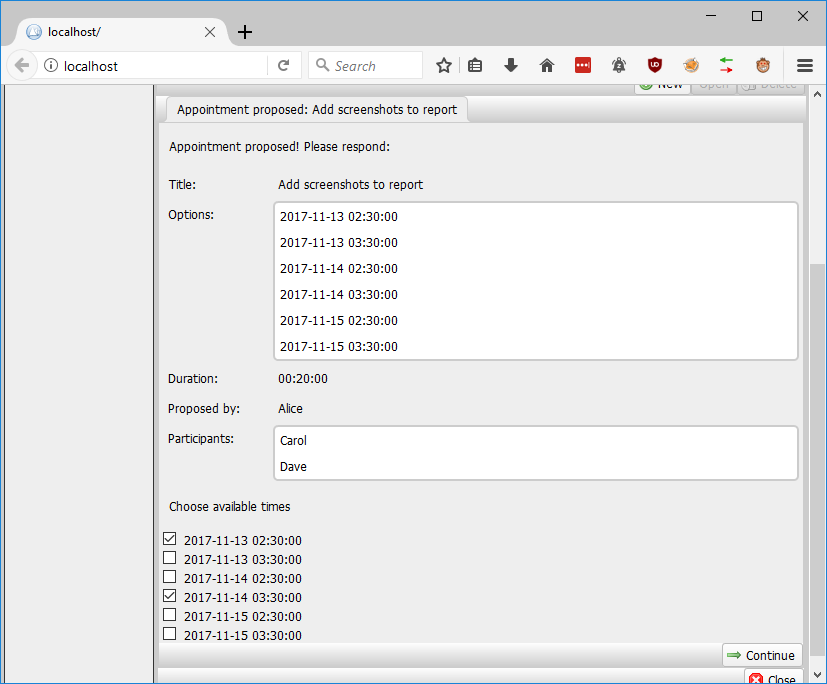 localhost/
localhost
Search
New Open Delete
Appointment proposed: Add screenshots to report
Appointment proposed! Please respond:
Title: Add screenshots to report
Options: 2017-11-13 02:30:00
2017-11-13 03:30:00
2017-11-14 02:30:00
2017-11-14 03:30:00
2017-11-15 02:30:00
2017-11-15 03:30:00
Duration: 00:20:00
Proposed by: Alice
Participants: Carol
Dave
Choose available times
2017-11-13 02:30:00
2017-11-13 03:30:00
2017-11-14 02:30:00
2017-11-14 03:30:00
2017-11-15 02:30:00
2017-11-15 03:30:00
Continue
Close